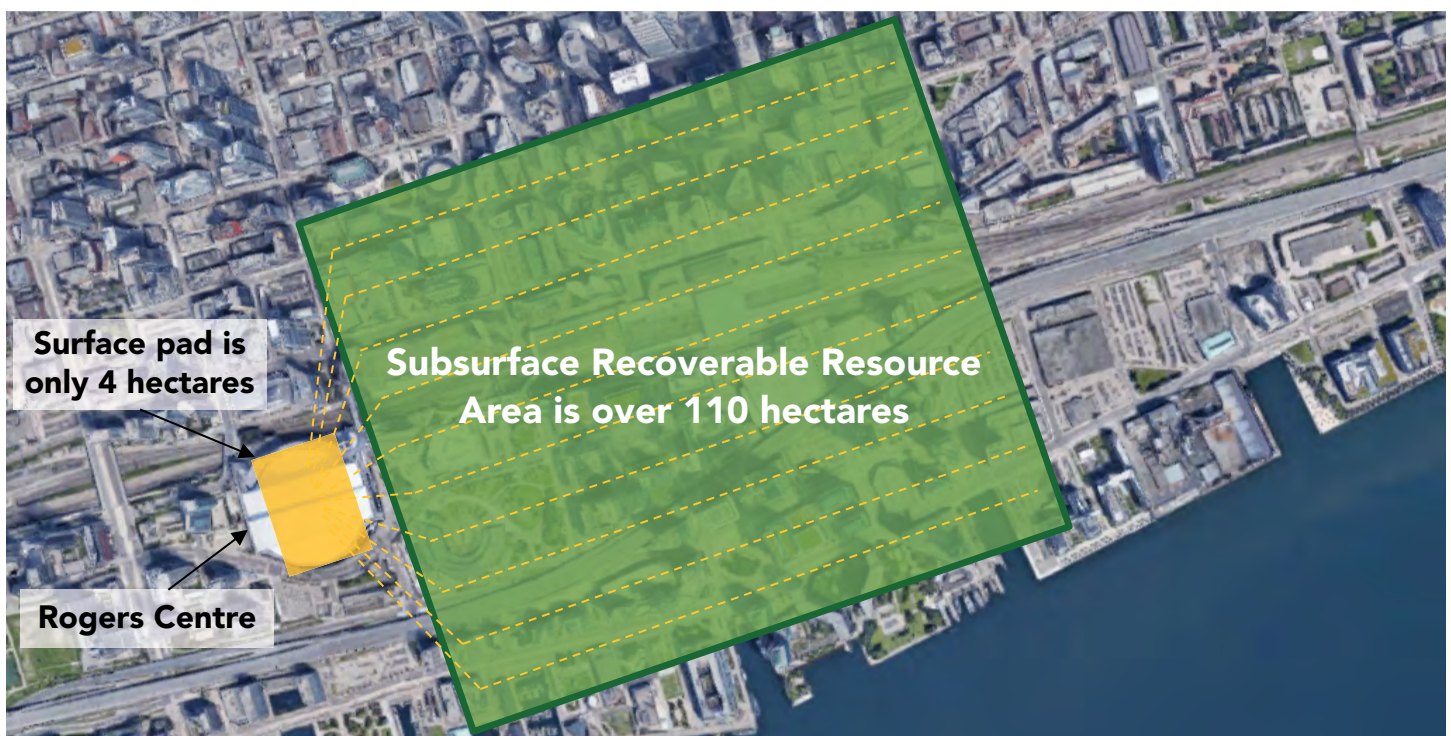 Surface pad is
only 4 hectares
Subsurface Recoverable Resource
Area is over 110 hectares
Rogers Centre